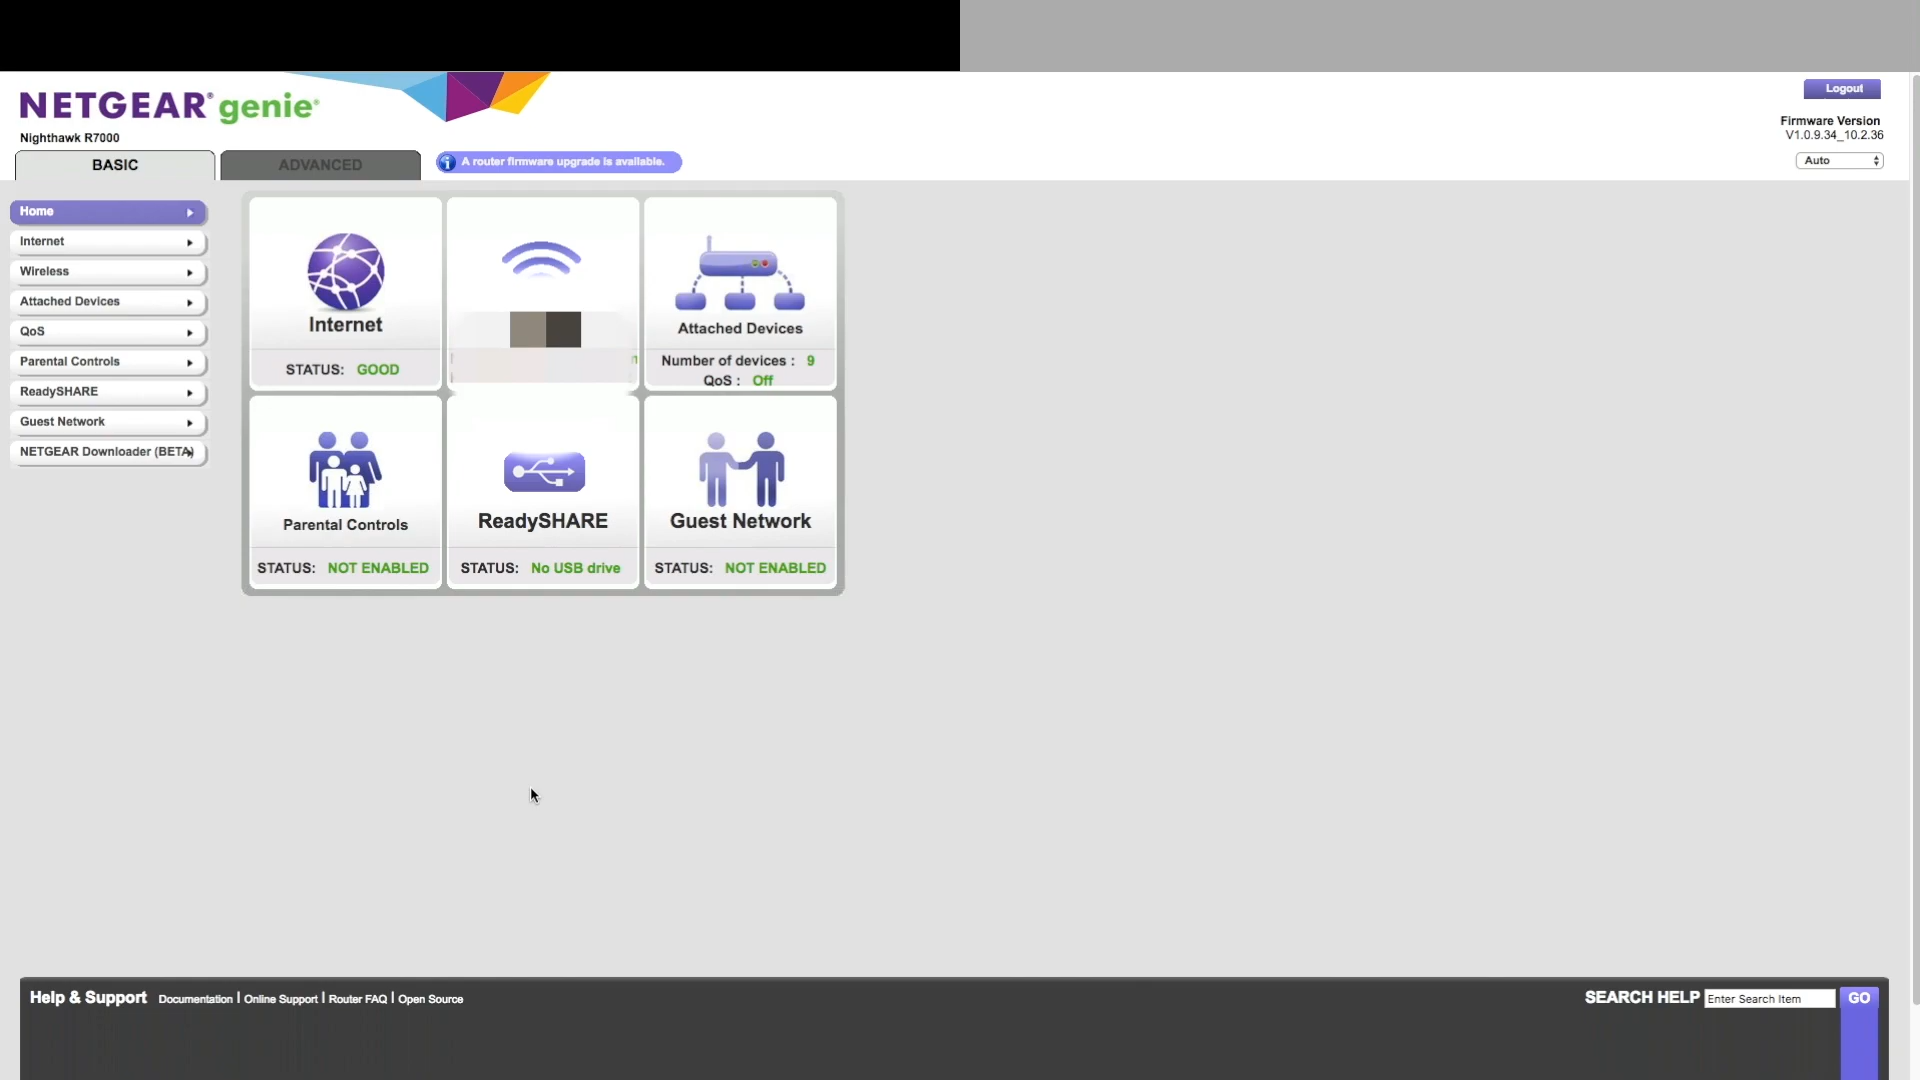 NETGEAR® genie®
Logout
Firmware Version
V1.0.9.34_10.2.36
Nighthawk R7000
BASIC
ADVANCED
A router firmware upgrade is available.
Auto
Home
Internet
Wireless
Attached Devices
QoS
Parental Controls
ReadySHARE
Guest Network
NETGEAR Downloader (BETA)
Internet
STATUS: GOOD
Attached Devices
Number of devices : 9
QoS : Off
Parental Controls
STATUS: NOT ENABLED
ReadySHARE
STATUS: No USB drive
Guest Network
STATUS: NOT ENABLED
Help & Support Documentation | Online Support | Router FAQ | Open Source
SEARCH HELP Enter Search Item GO